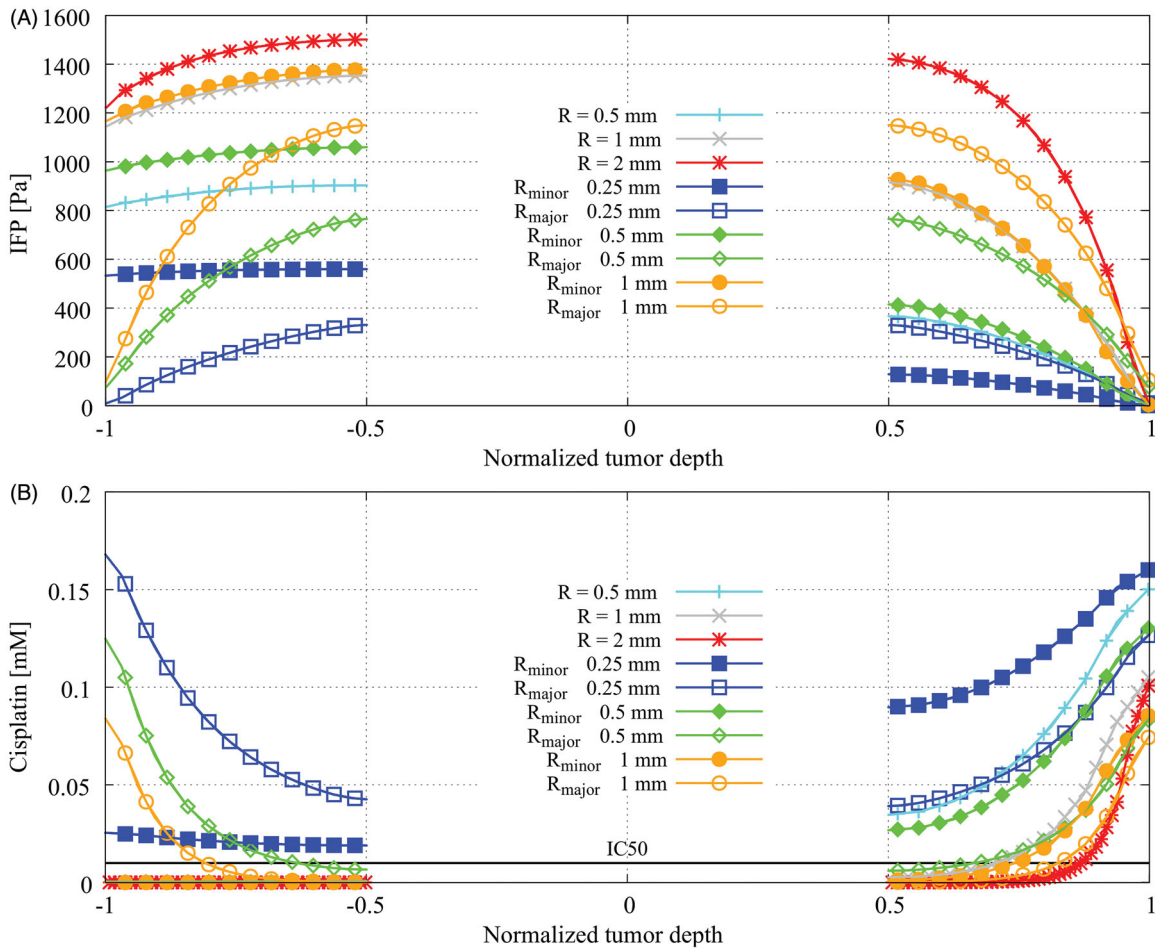 (A)
IFP [Pa]
1600
1400
1200
1000
800
600
400
200
0
R = 0.5 mm
R = 1 mm
R = 2 mm
Rminor 0.25 mm
Rmajor 0.25 mm
Rminor 0.5 mm
Rmajor 0.5 mm
Rminor 1 mm
Rmajor 1 mm
-1 -0.5 0 0.5 1
Normalized tumor depth
(B)
Cisplatin [mM]
0.2
0.15
0.1
0.05
0
R = 0.5 mm
R = 1 mm
R = 2 mm
Rminor 0.25 mm
Rmajor 0.25 mm
Rminor 0.5 mm
Rmajor 0.5 mm
Rminor 1 mm
Rmajor 1 mm
IC50
-1 -0.5 0 0.5 1
Normalized tumor depth